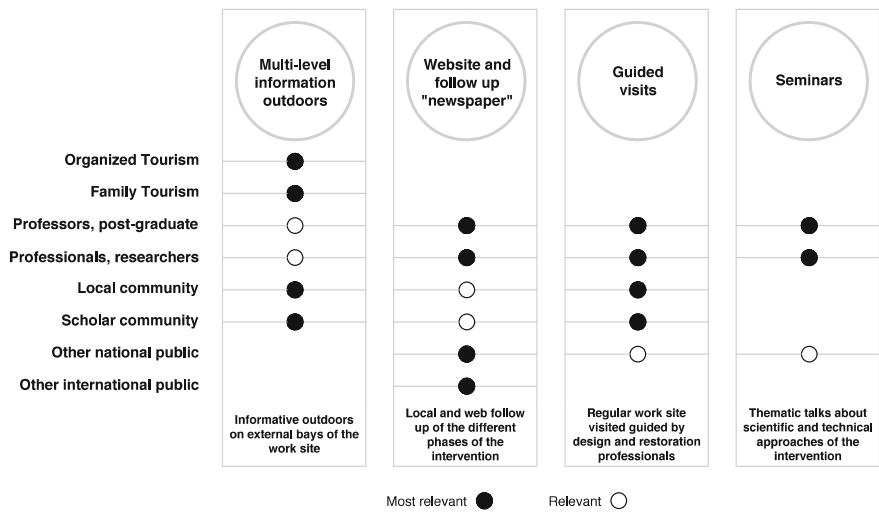 Multi-level
information
outdoors
Website and
follow up
"newspaper"
Guided
visits
Seminars
Organized Tourism
Family Tourism
Professors, post-graduate
Professionals, researchers
Local community
Scholar community
Other national public
Other international public
Informative outdoors
on external bays of the
work site
Local and web follow
up of the different
phases of the
intervention
Regular work site
visited guided by
design and restoration
professionals
Thematic talks about
scientific and technical
approaches of the
intervention
Most relevant
Relevant